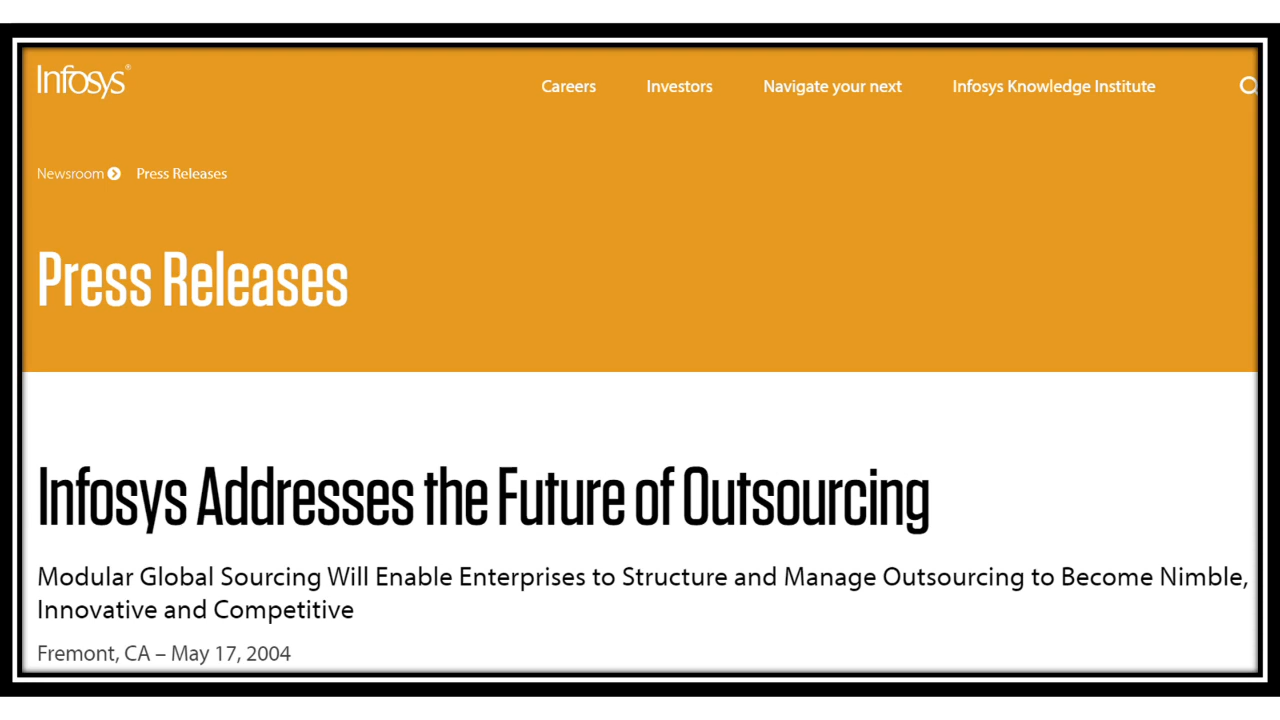 Infosys®
Careers Investors Navigate your next Infosys Knowledge Institute
Newsroom Press Releases
Press Releases
Infosys Addresses the Future of Outsourcing
Modular Global Sourcing Will Enable Enterprises to Structure and Manage Outsourcing to Become Nimble,
Innovative and Competitive
Fremont, CA – May 17, 2004